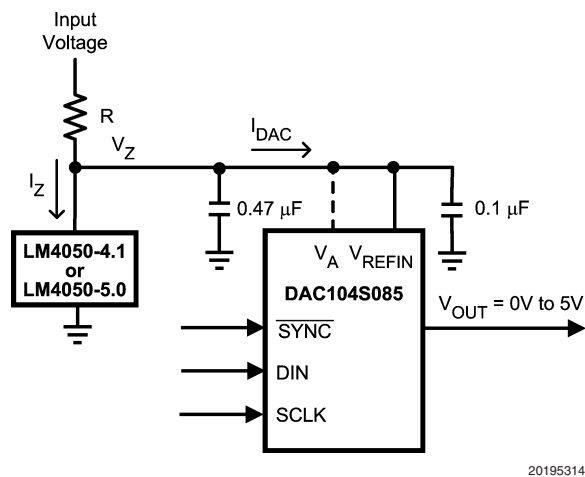 Input
Voltage
R
V_Z
I_DAC
I_Z
0.47 μF
0.1 μF
LM4050-4.1
or
LM4050-5.0
V_A V_REFIN
DAC104S085
V_OUT = 0V to 5V
SYNC
DIN
SCLK
20195314